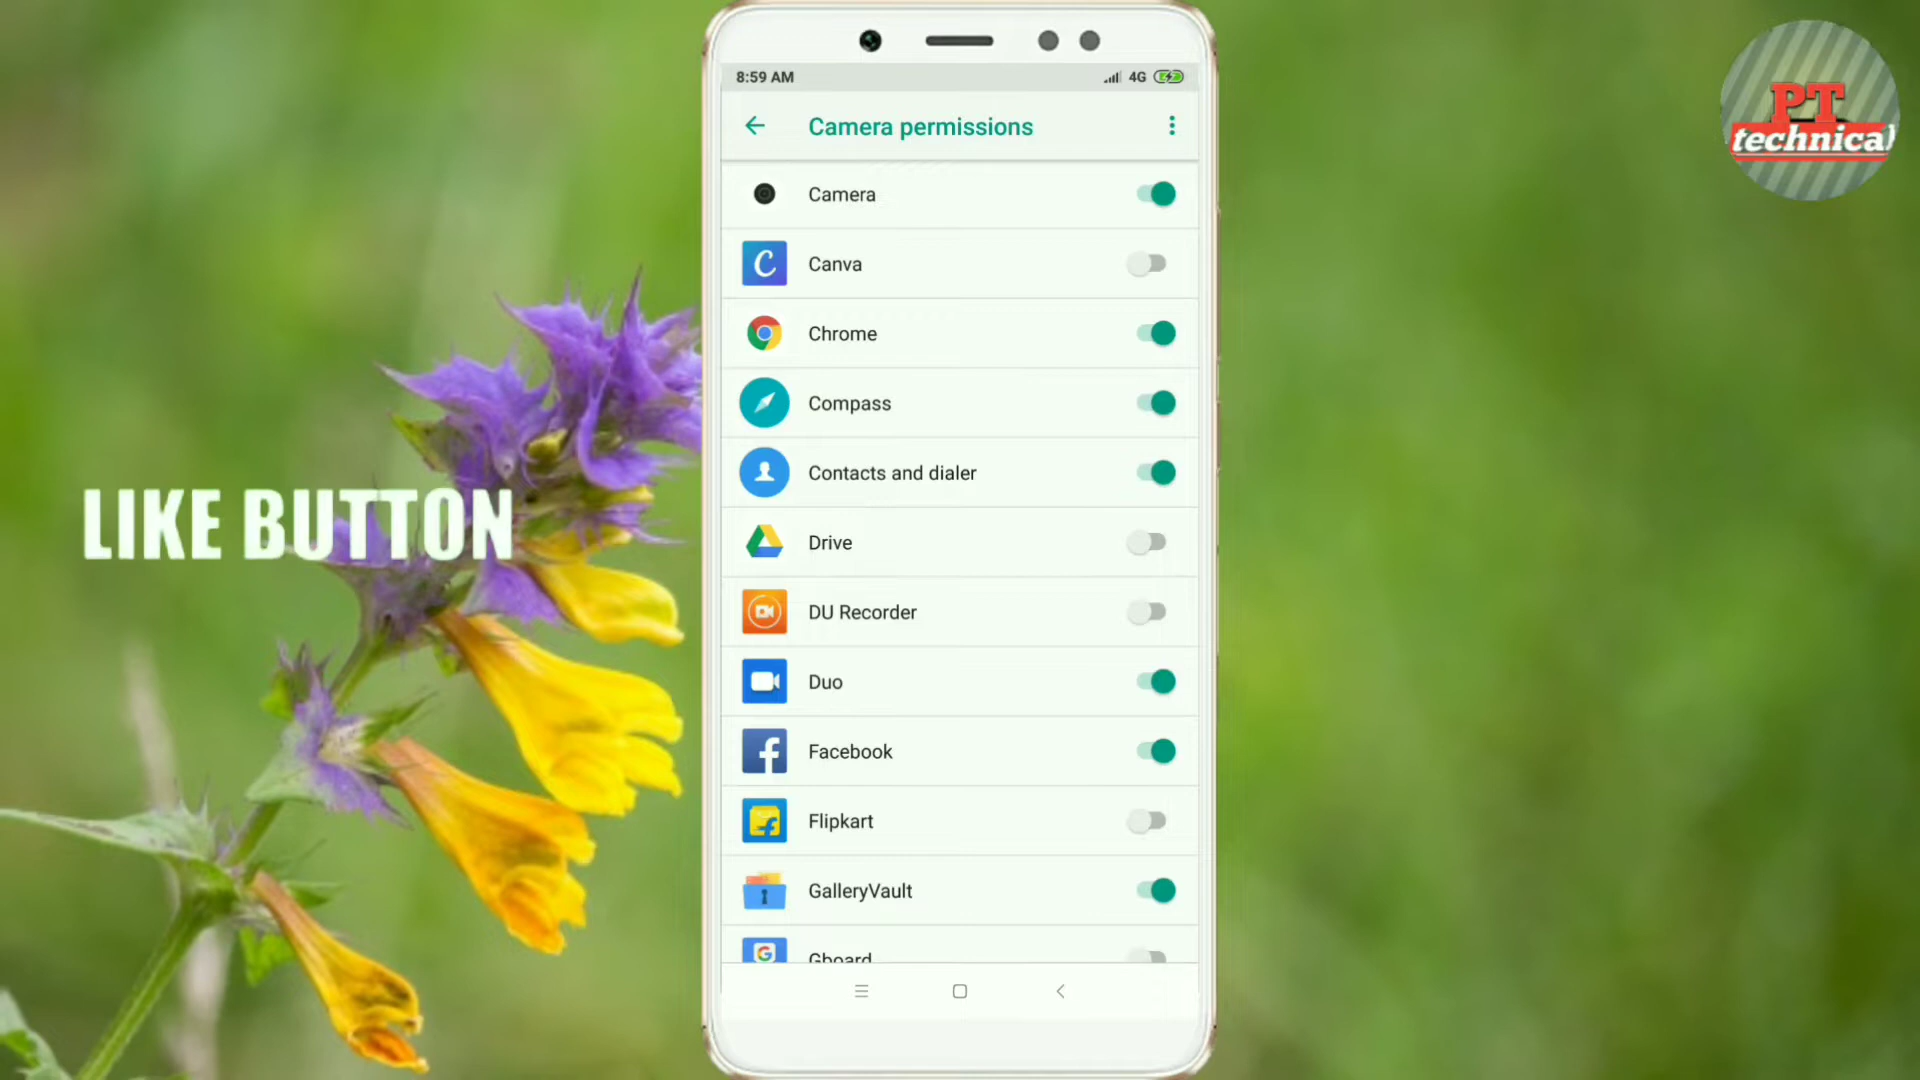 8:59 AM
4G
Camera permissions
Camera
Canva
Chrome
Compass
Contacts and dialer
Drive
DU Recorder
Duo
Facebook
Flipkart
GalleryVault
Gboard
LIKE BUTTON
PT
technical